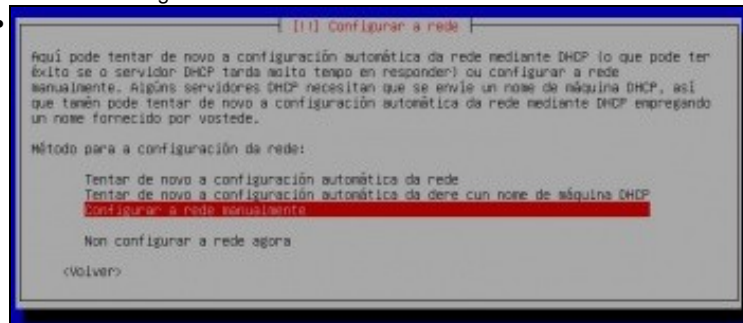 [!!] Configurar a rede
Aquí pode tentar de novo a configuración automática da rede mediante DHCP (o que pode ter
éxito se o servidor DHCP tarda moito tempo en responder) ou configurar a rede
manualmente. Algúns servidores DHCP necesitan que se envíe un nome de máquina DHCP, así
que tamén pode tentar de novo a configuración automática da rede mediante DHCP empregando
un nome fornecido por vostede.
Método para a configuración da rede:
Tentar de novo a configuración automática da rede
Tentar de novo a configuración automática da dere cun nome de máquina DHCP
Configurar a rede manualmente
Non configurar a rede agora
<Volver>